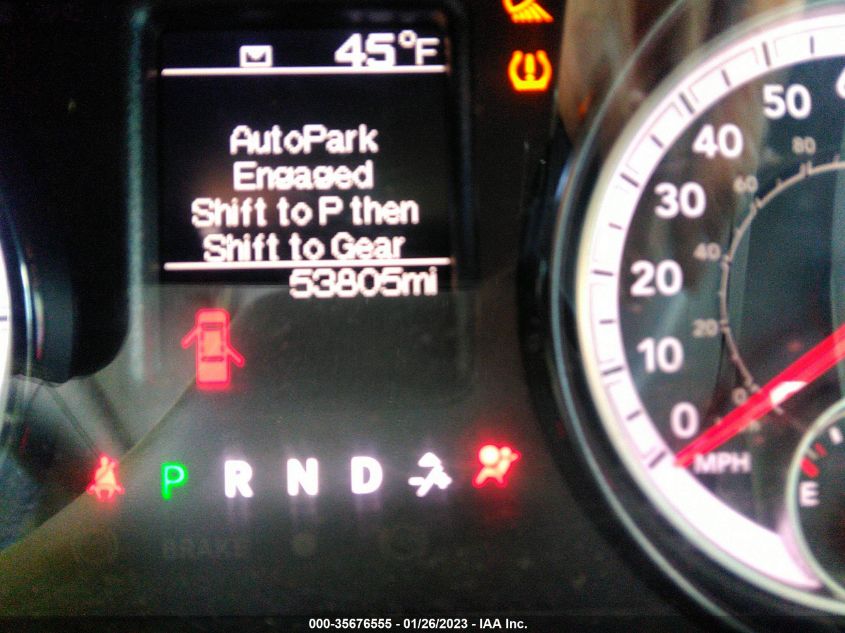 45°F
AutoPark
Engaged
Shift to P then
Shift to Gear
53805mi
50
40
30
20
10
0
MPH
80
60
40
20
0
E
P R N D
BRAKE
000-35676555 - 01/26/2023 - IAA Inc.